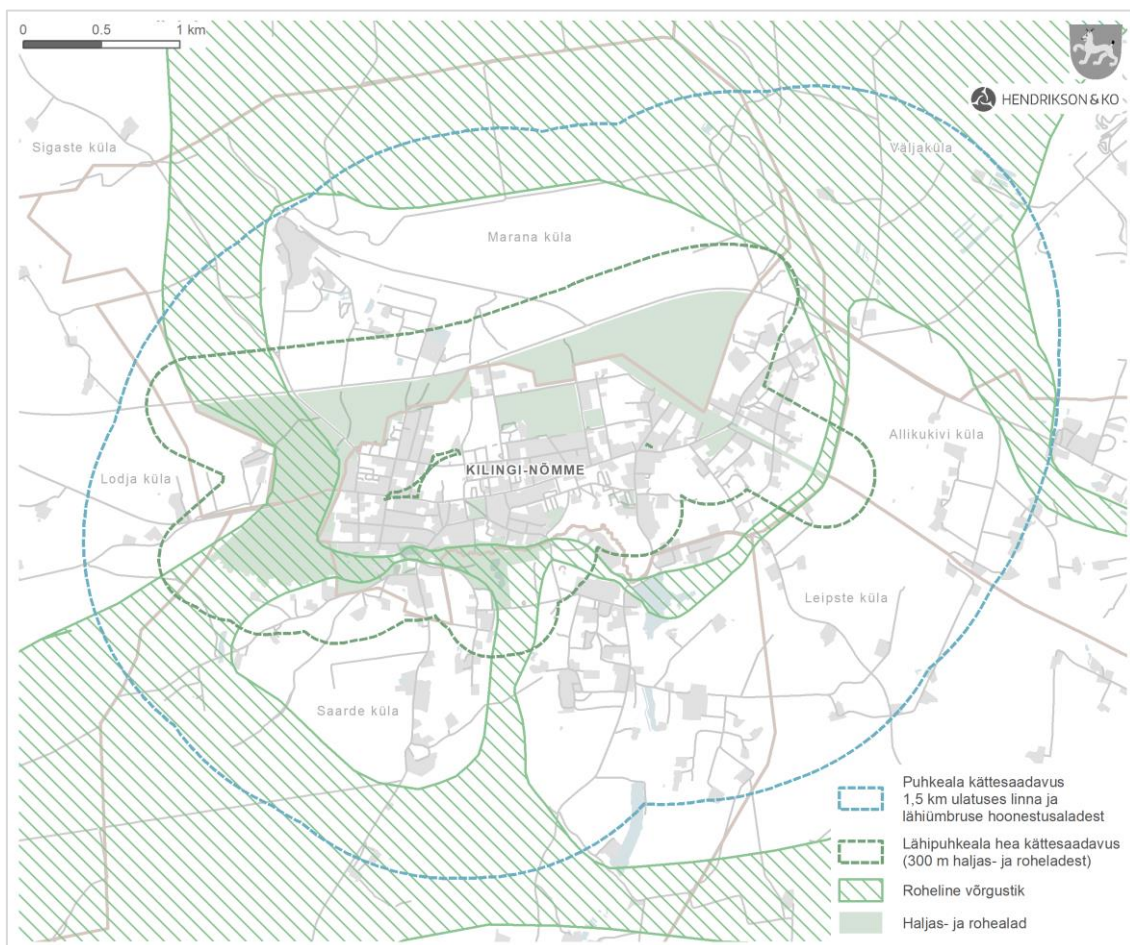 0 0.5 1 km
HENDRIKSON & KO
Sigaste küla
Väljaküla
Marana küla
Allikukivi küla
KILINGI-NÕMME
Lodja küla
Leipste küla
Saarde küla
Puhkeala kättesaadavus
1,5 km ulatuses linna ja
lähiümbruse hoonestusaladest
Lähipuhkeala hea kättesaadavus
(300 m haljas- ja roheladest)
Roheline võrgustik
Haljas- ja rohealad